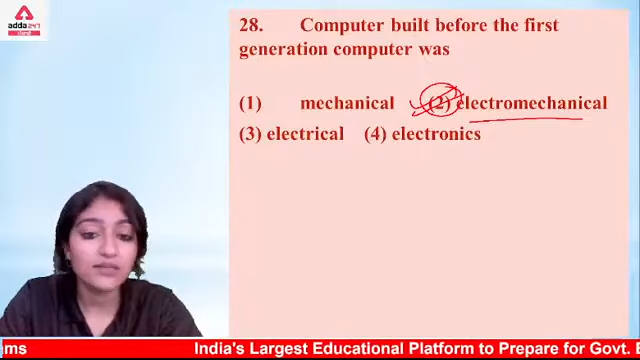 adda247
ਪੰਜਾਬੀ
28. Computer built before the first
generation computer was
(1) mechanical (2) electromechanical
(3) electrical (4) electronics
ms India's Largest Educational Platform to Prepare for Govt. E